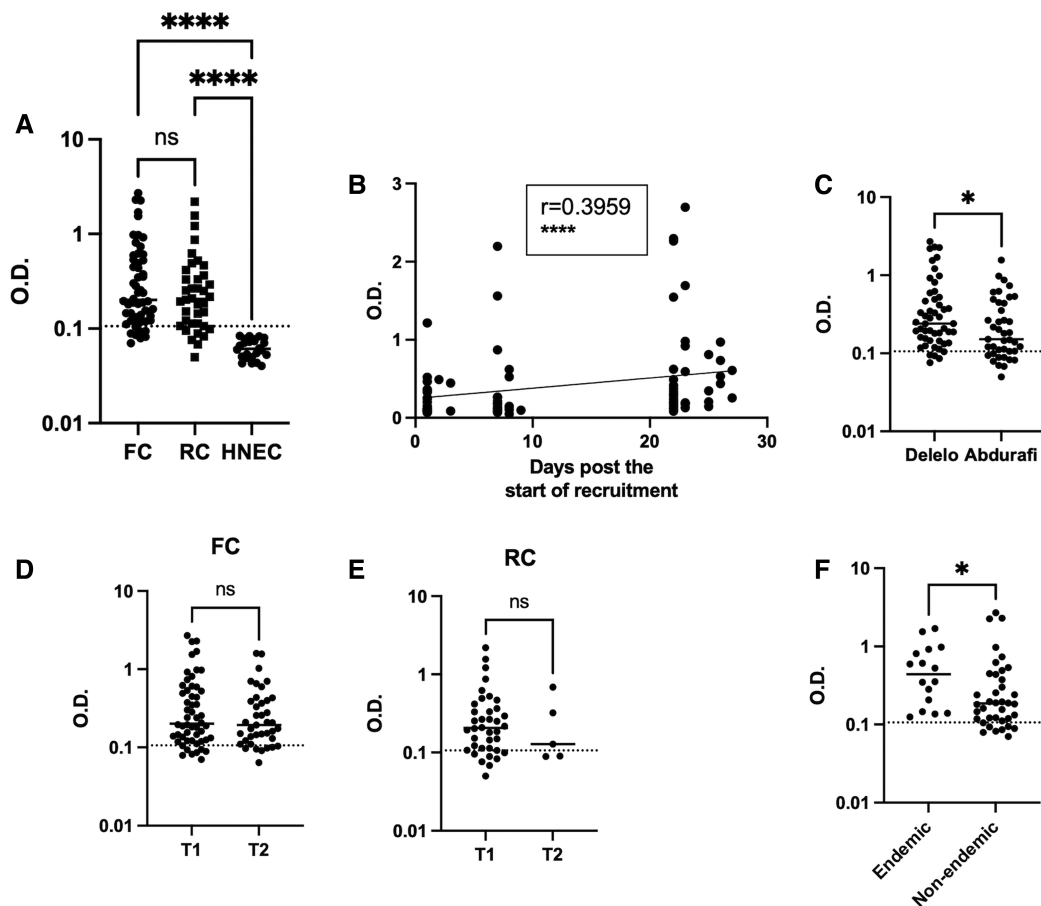 A
****
****
ns
10
1
0.1
0.01
O.D.
FC RC HNEC
B
r=0.3959
****
3
2
1
0
O.D.
0 10 20 30
Days post the
start of recruitment
C
*
10
1
0.1
0.01
O.D.
Delelo Abdurafi
D
FC
ns
10
1
0.1
0.01
O.D.
T1 T2
E
RC
ns
10
1
0.1
0.01
O.D.
T1 T2
F
*
10
1
0.1
0.01
O.D.
Endemic
Non-endemic